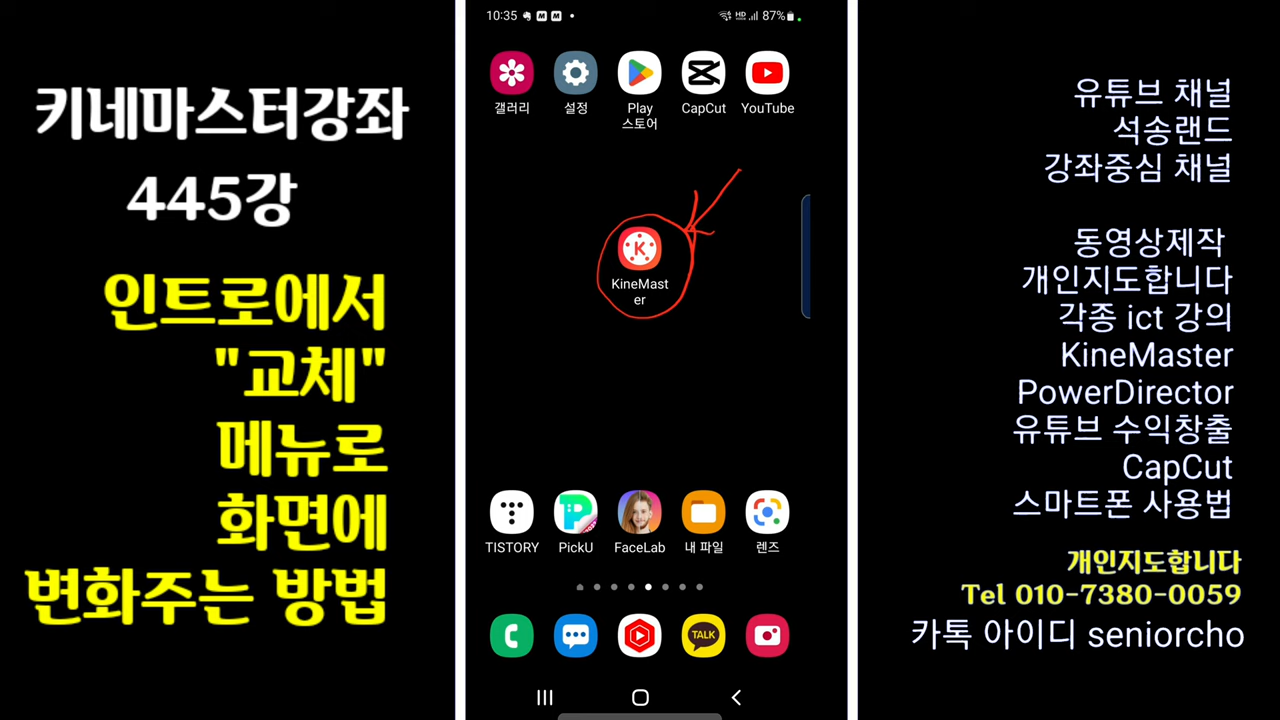 키네마스터강좌
445강
인트로에서
"교체"
메뉴로
화면에
변화주는 방법
10:35
HD
87%
갤러리
설정
Play
스토어
CapCut
YouTube
K
KineMast
er
TISTORY
PickU
FaceLab
내 파일
렌즈
TALK
유튜브 채널
석송랜드
강좌중심 채널
동영상제작
개인지도합니다
각종 ict 강의
KineMaster
PowerDirector
유튜브 수익창출
CapCut
스마트폰 사용법
개인지도합니다
Tel 010-7380-0059
카톡 아이디 seniorcho